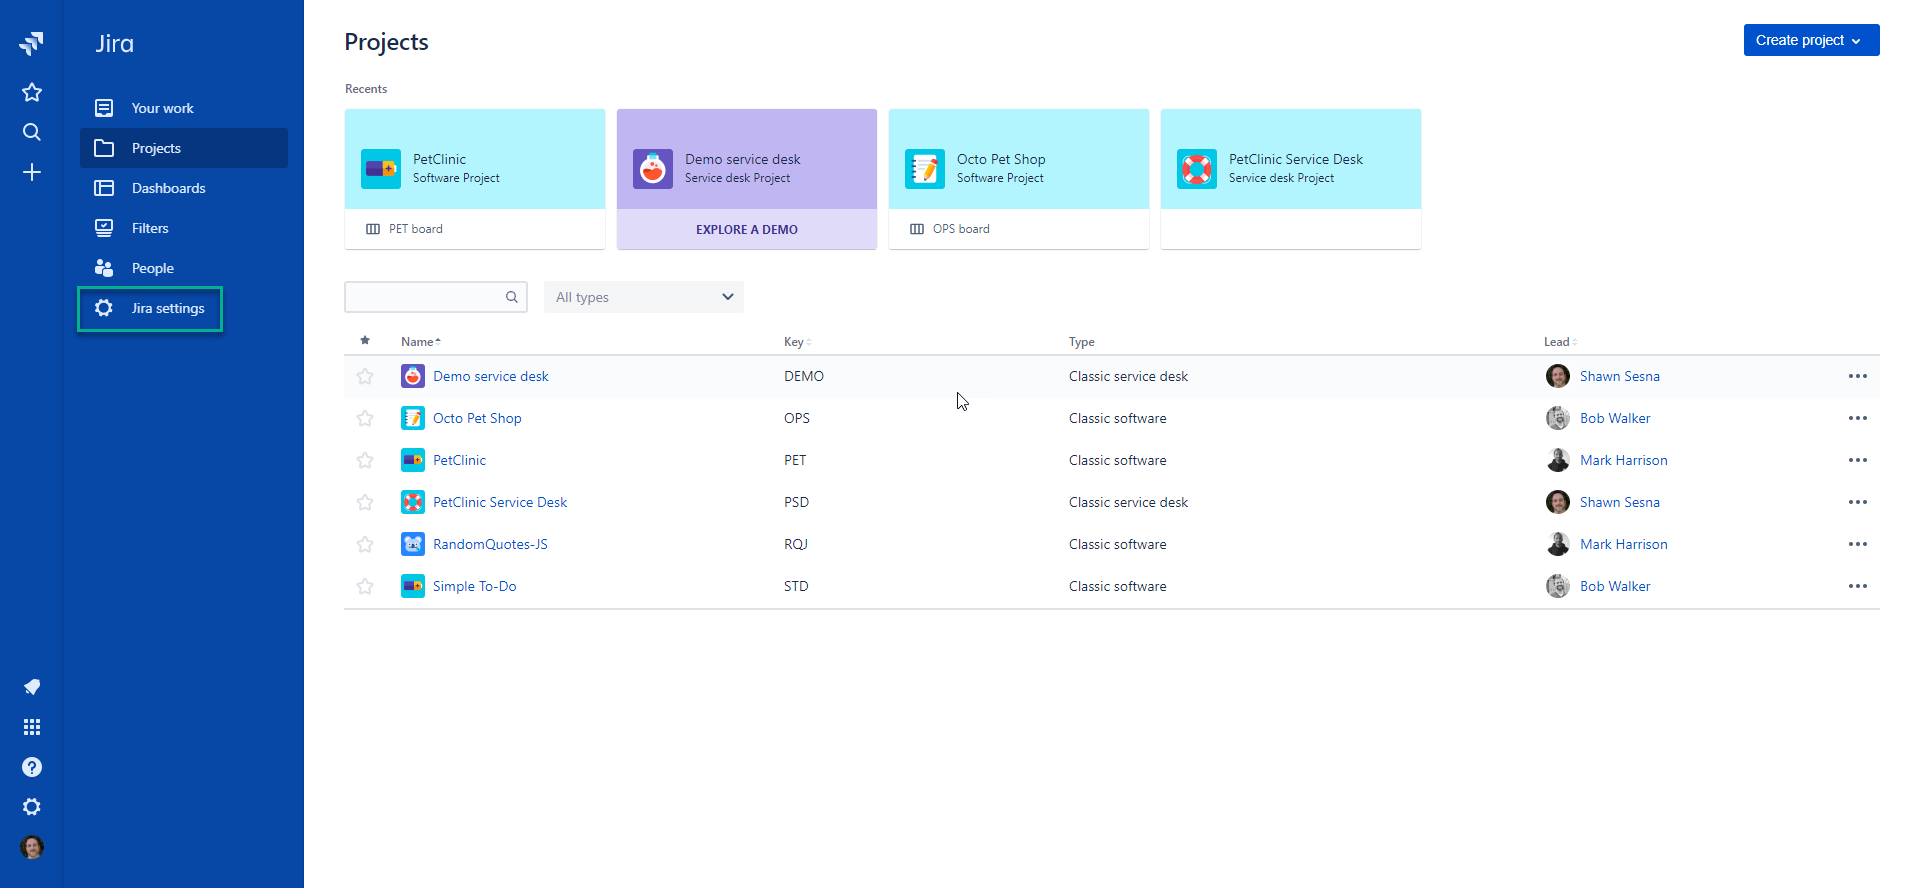 Jira
Your work
Projects
Dashboards
Filters
People
Jira settings
Projects
Create project
Recents
PetClinic
Software Project
PET board
Demo service desk
Service desk Project
EXPLORE A DEMO
Octo Pet Shop
Software Project
OPS board
PetClinic Service Desk
Service desk Project
All types
Name Key Type Lead
Demo service desk DEMO Classic service desk Shawn Sesna
Octo Pet Shop OPS Classic software Bob Walker
PetClinic PET Classic software Mark Harrison
PetClinic Service Desk PSD Classic service desk Shawn Sesna
RandomQuotes-JS RQJ Classic software Mark Harrison
Simple To-Do STD Classic software Bob Walker